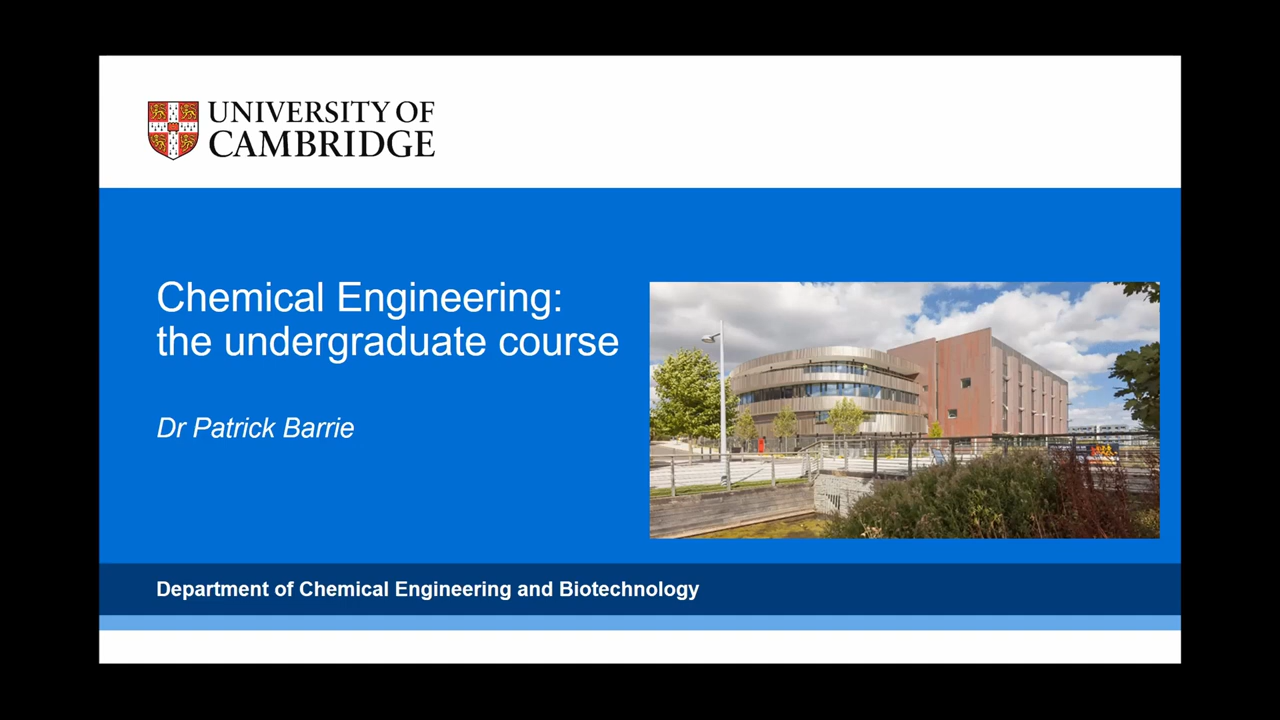 UNIVERSITY OF
CAMBRIDGE
Chemical Engineering:
the undergraduate course
Dr Patrick Barrie
Department of Chemical Engineering and Biotechnology